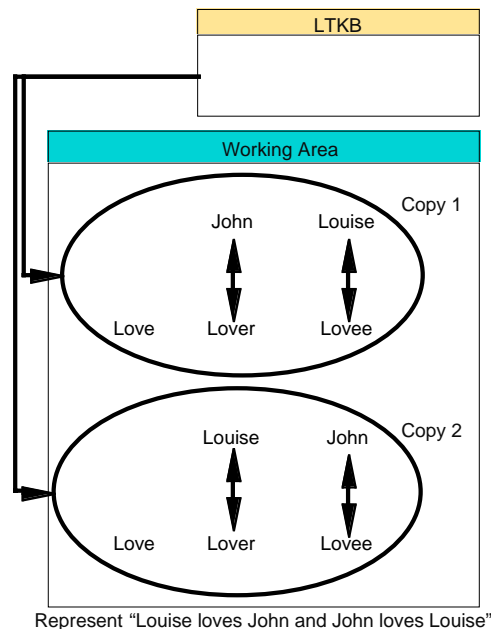 LTKB
Working Area
Copy 1
John Louise
Love Lover Lovee
Copy 2
Louise John
Love Lover Lovee
Represent “Louise loves John and John loves Louise”